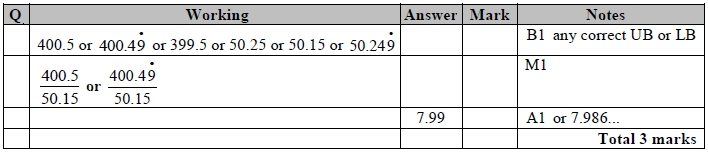 Q Working Answer Mark Notes
400.5 or 400.49̇ or 399.5 or 50.25 or 50.15 or 50.249̇ B1 any correct UB or LB
400.5/50.15 or 400.49̇/50.15 M1
7.99 A1 or 7.986...
Total 3 marks